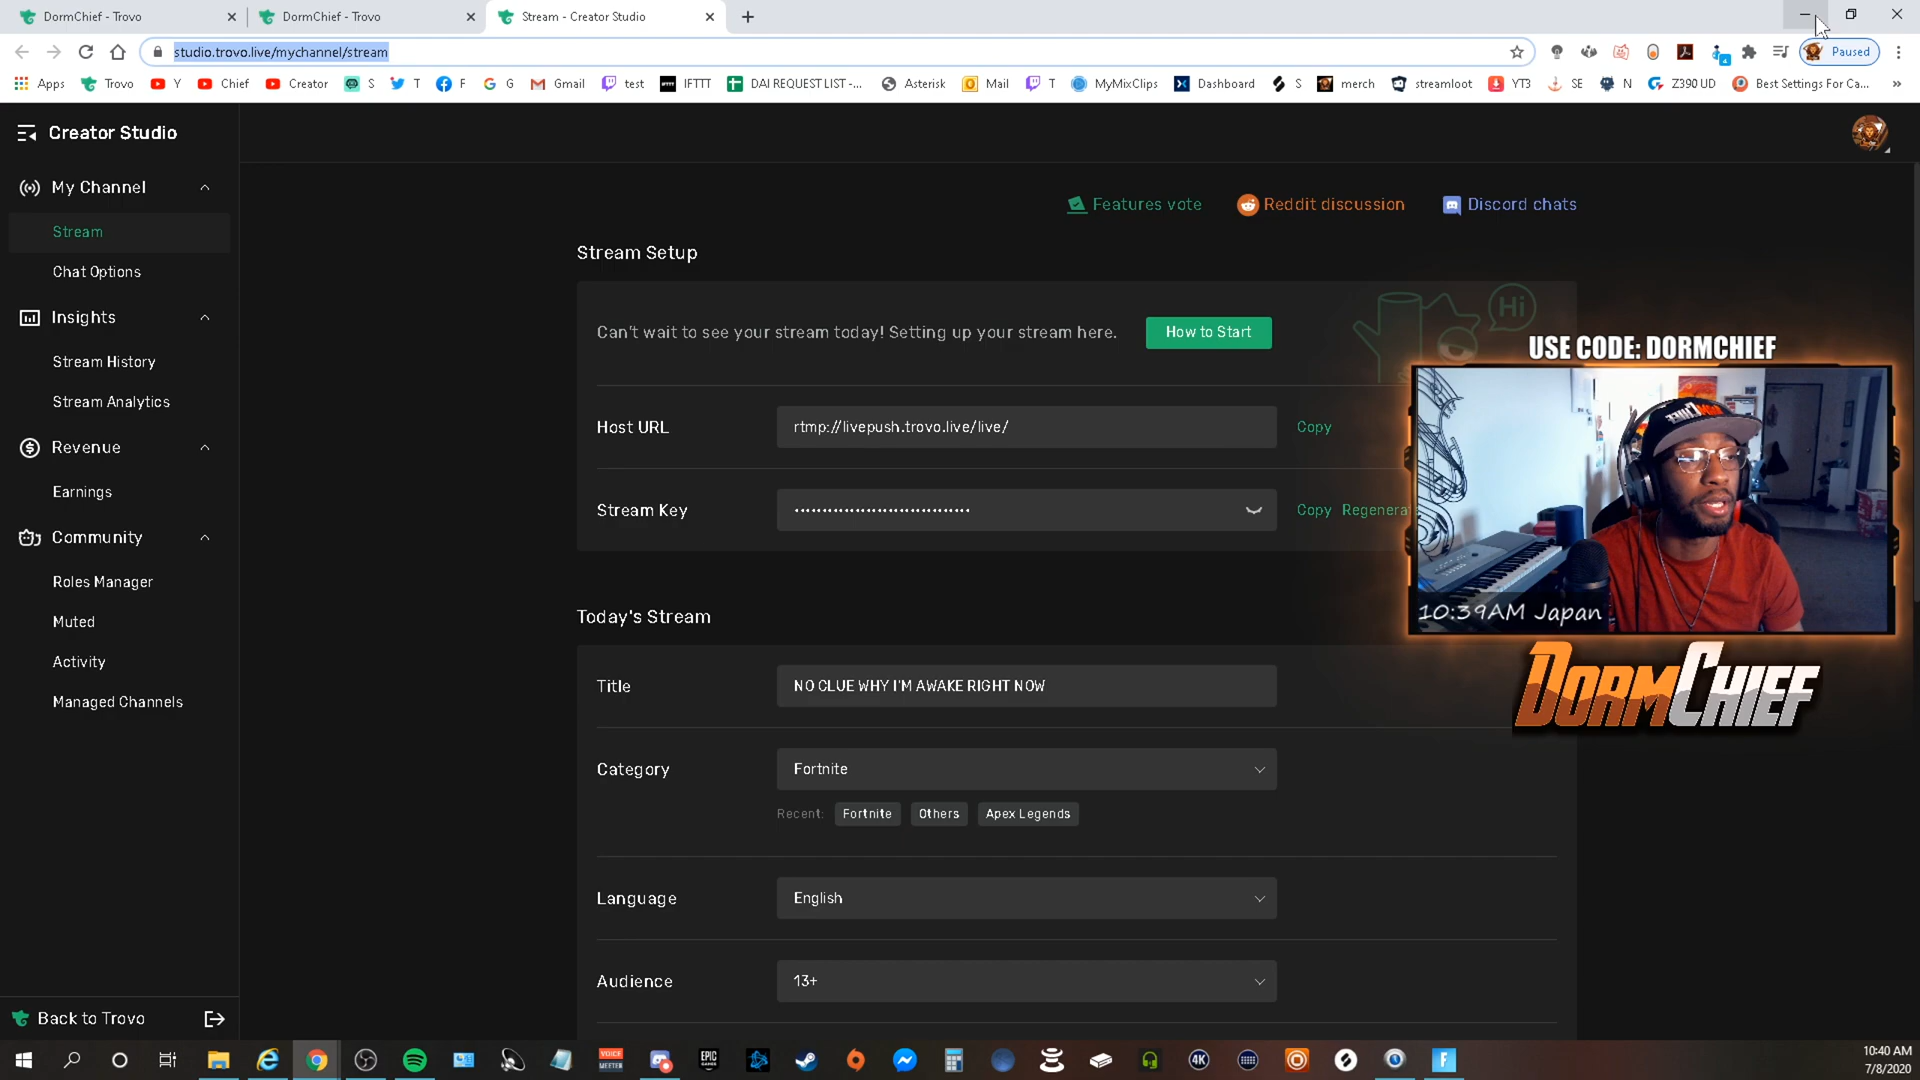 DormChief - Trovo
DormChief - Trovo
Stream - Creator Studio
studio.trovo.live/mychannel/stream
Paused
Apps
Trovo
Y
Chief
Creator
S
T
F
G
Gmail
test
IFTTT
DAI REQUEST LIST -...
Asterisk
Mail
T
MyMixClips
Dashboard
S
merch
streamloot
YT3
SE
N
Z390 UD
Best Settings For Ca...
»
Creator Studio
My Channel
Stream
Chat Options
Insights
Stream History
Stream Analytics
Revenue
Earnings
Community
Roles Manager
Muted
Activity
Managed Channels
Back to Trovo
Features vote
Reddit discussion
Discord chats
Stream Setup
Can't wait to see your stream today! Setting up your stream here.
How to Start
Hi
Host URL
rtmp://livepush.trovo.live/live/
Copy
Stream Key
Copy Regenera
Today's Stream
Title
NO CLUE WHY I'M AWAKE RIGHT NOW
Category
Fortnite
Recent:
Fortnite
Others
Apex Legends
Language
English
Audience
13+
USE CODE: DORMCHIEF
10:39AM Japan
DORMCHIEF
VOICE
MEETER
EPIC
GAMES
4K
F
10:40 AM
7/8/2020